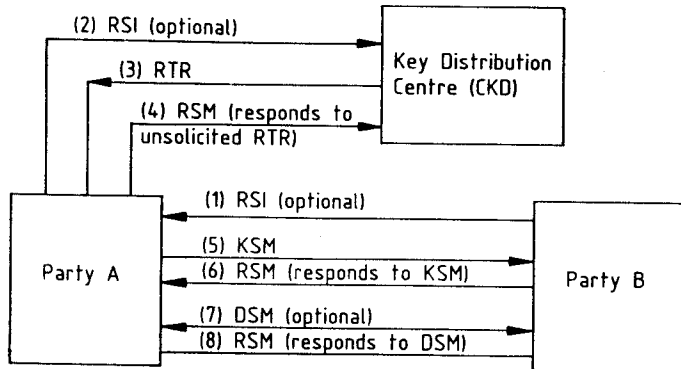 (2) RSI (optional)
Key Distribution
Centre (CKD)
(3) RTR
(4) RSM (responds to
unsolicited RTR)
(1) RSI (optional)
Party A
(5) KSM
(6) RSM (responds to KSM)
Party B
(7) DSM (optional)
(8) RSM (responds to DSM)